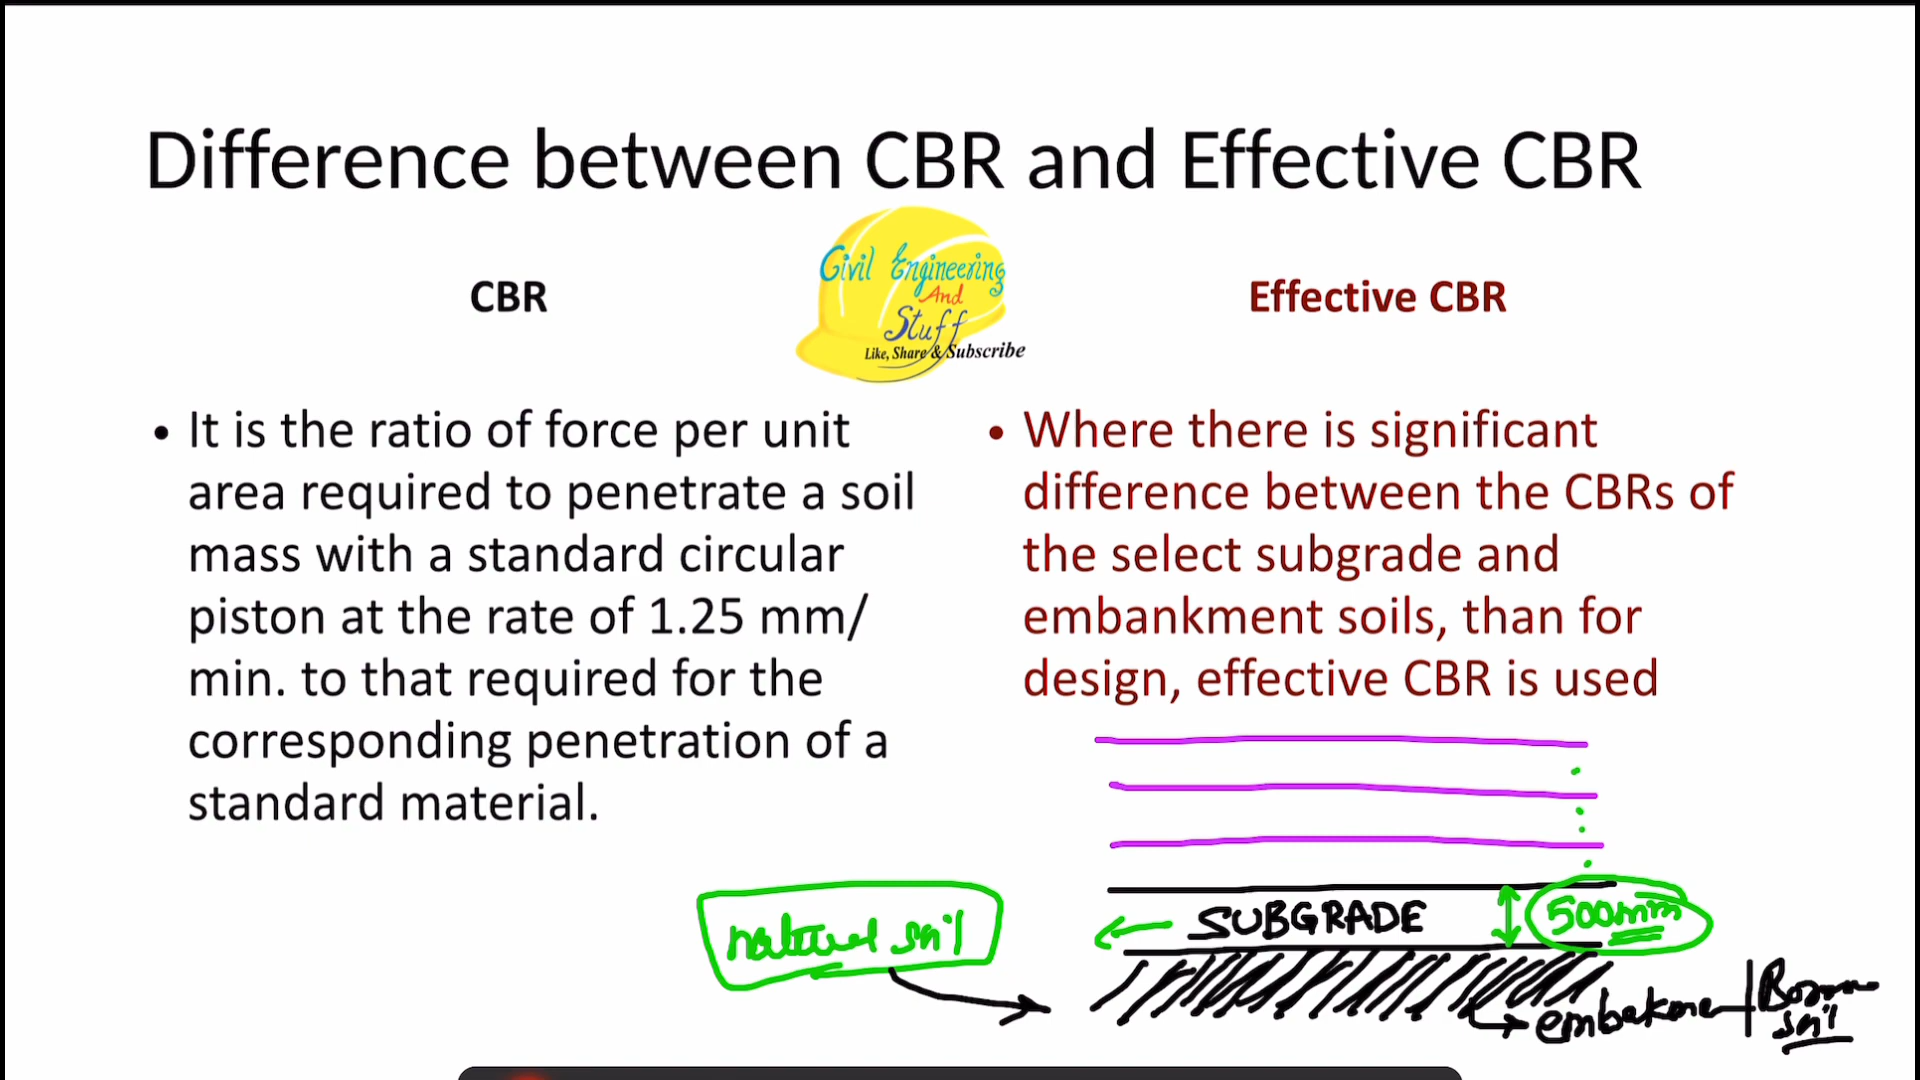 Difference between CBR and Effective CBR
Civil Engineering
And
Stuff
Like, Share & Subscribe
CBR
• It is the ratio of force per unit
area required to penetrate a soil
mass with a standard circular
piston at the rate of 1.25 mm/
min. to that required for the
corresponding penetration of a
standard material.
Effective CBR
• Where there is significant
difference between the CBRs of
the select subgrade and
embankment soils, than for
design, effective CBR is used
SUBGRADE
500mm
natural soil
soil